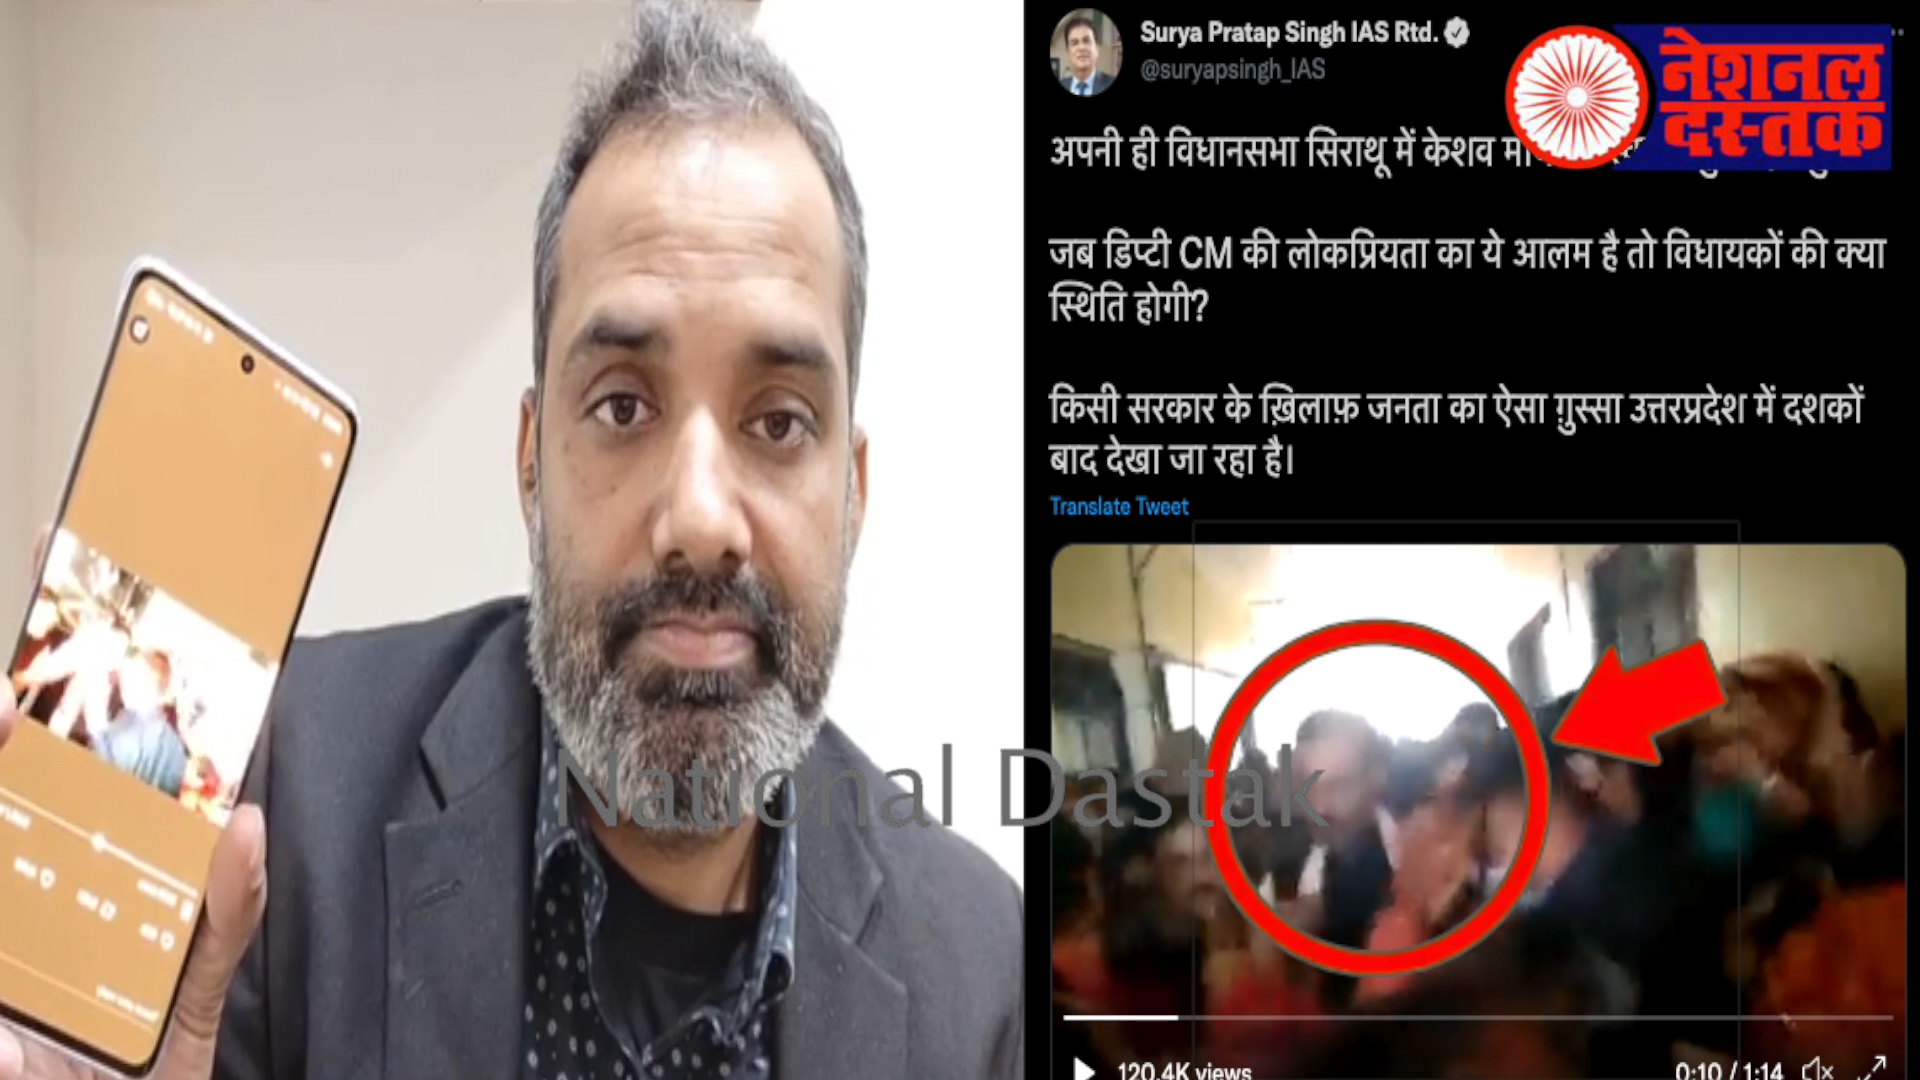 Surya Pratap Singh IAS Rtd.
@suryapsingh_IAS
नेशनल
दस्तक
अपनी ही विधानसभा सिराथू में केशव
जब डिप्टी CM की लोकप्रियता का ये आलम है तो विधायकों की क्या
स्थिति होगी?
किसी सरकार के ख़िलाफ़ जनता का ऐसा ग़ुस्सा उत्तरप्रदेश में दशकों
बाद देखा जा रहा है।
Translate Tweet
National Dastak
120.4K views
0:10 / 1:14